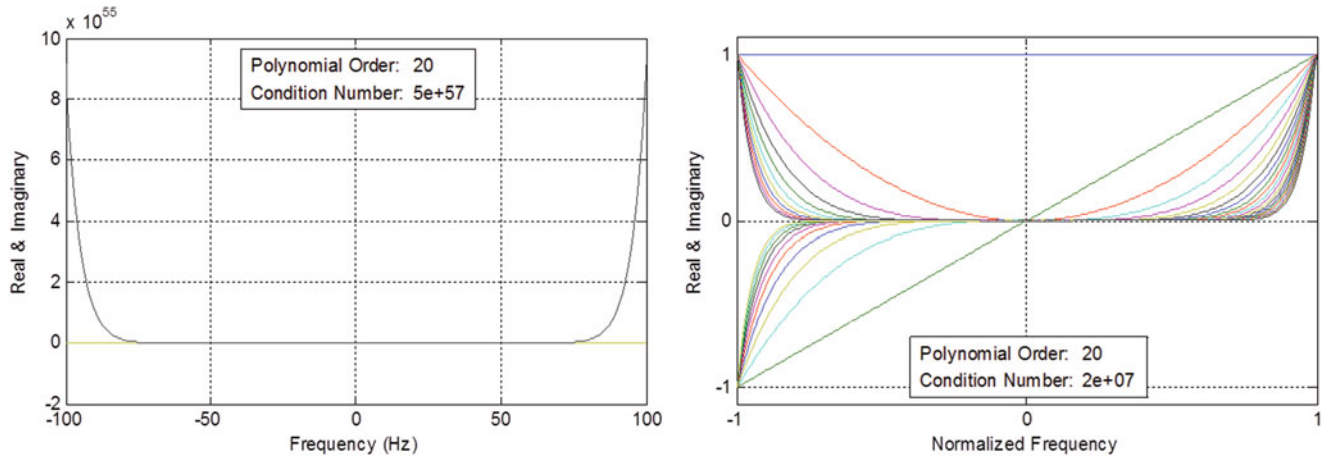 x 10^55
10
8
6
4
2
0
-2
-100
-50
0
50
100
Real & Imaginary
Frequency (Hz)
Polynomial Order: 20
Condition Number: 5e+57
1
0
-1
-1
0
1
Real & Imaginary
Normalized Frequency
Polynomial Order: 20
Condition Number: 2e+07